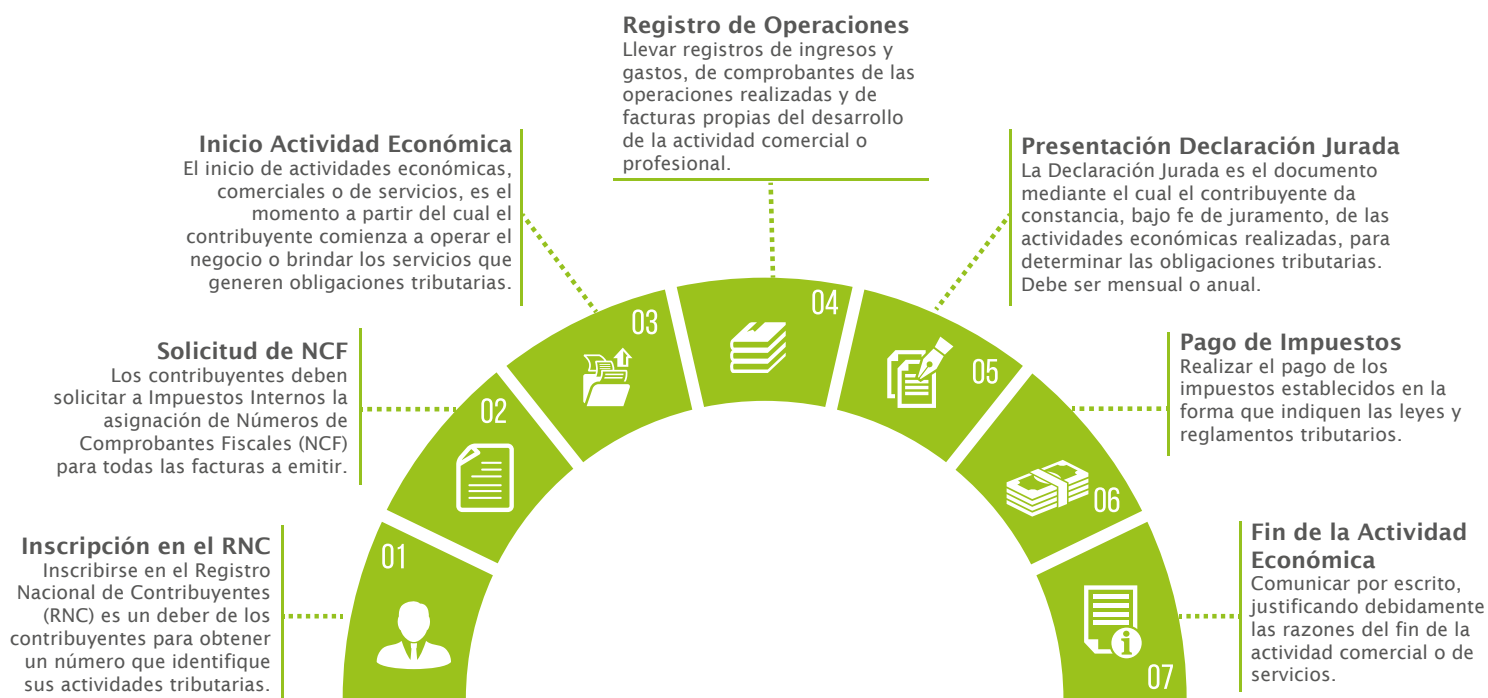 01
Inscripción en el RNC
Inscribirse en el Registro
Nacional de Contribuyentes
(RNC) es un deber de los
contribuyentes para obtener
un número que identifique
sus actividades tributarias.
02
Solicitud de NCF
Los contribuyentes deben
solicitar a Impuestos Internos la
asignación de Números de
Comprobantes Fiscales (NCF)
para todas las facturas a emitir.
03
Inicio Actividad Económica
El inicio de actividades económicas,
comerciales o de servicios, es el
momento a partir del cual el
contribuyente comienza a operar el
negocio o brindar los servicios que
generen obligaciones tributarias.
04
Registro de Operaciones
Llevar registros de ingresos y
gastos, de comprobantes de las
operaciones realizadas y de
facturas propias del desarrollo
de la actividad comercial o
profesional.
05
Presentación Declaración Jurada
La Declaración Jurada es el documento
mediante el cual el contribuyente da
constancia, bajo fe de juramento, de las
actividades económicas realizadas, para
determinar las obligaciones tributarias.
Debe ser mensual o anual.
06
Pago de Impuestos
Realizar el pago de los
impuestos establecidos en la
forma que indiquen las leyes y
reglamentos tributarios.
07
Fin de la Actividad
Económica
Comunicar por escrito,
justificando debidamente
las razones del fin de la
actividad comercial o de
servicios.